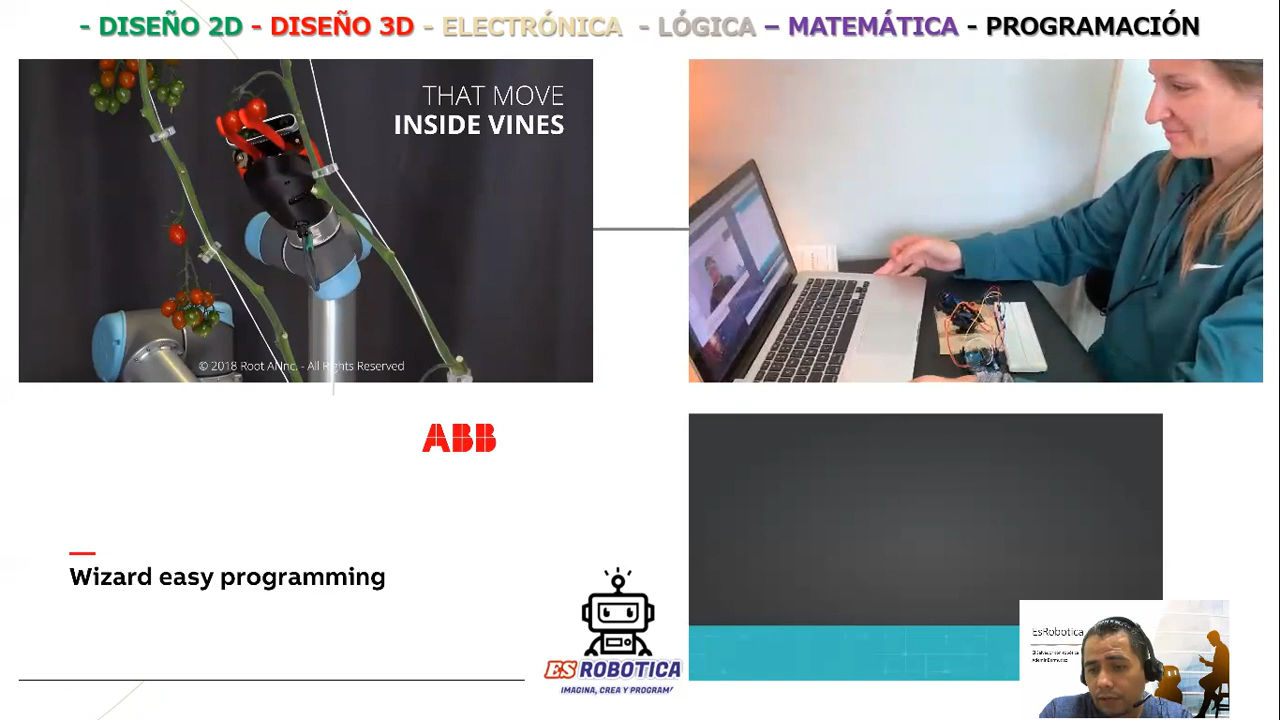 - DISEÑO 2D - DISEÑO 3D - ELECTRÓNICA - LÓGICA – MATEMÁTICA - PROGRAMACIÓN
THAT MOVE
INSIDE VINES
© 2018 Root AI Inc. - All Rights Reserved
ABB
Wizard easy programming
ES ROBOTICA
IMAGINA, CREA Y PROGRAM
EsRobotica